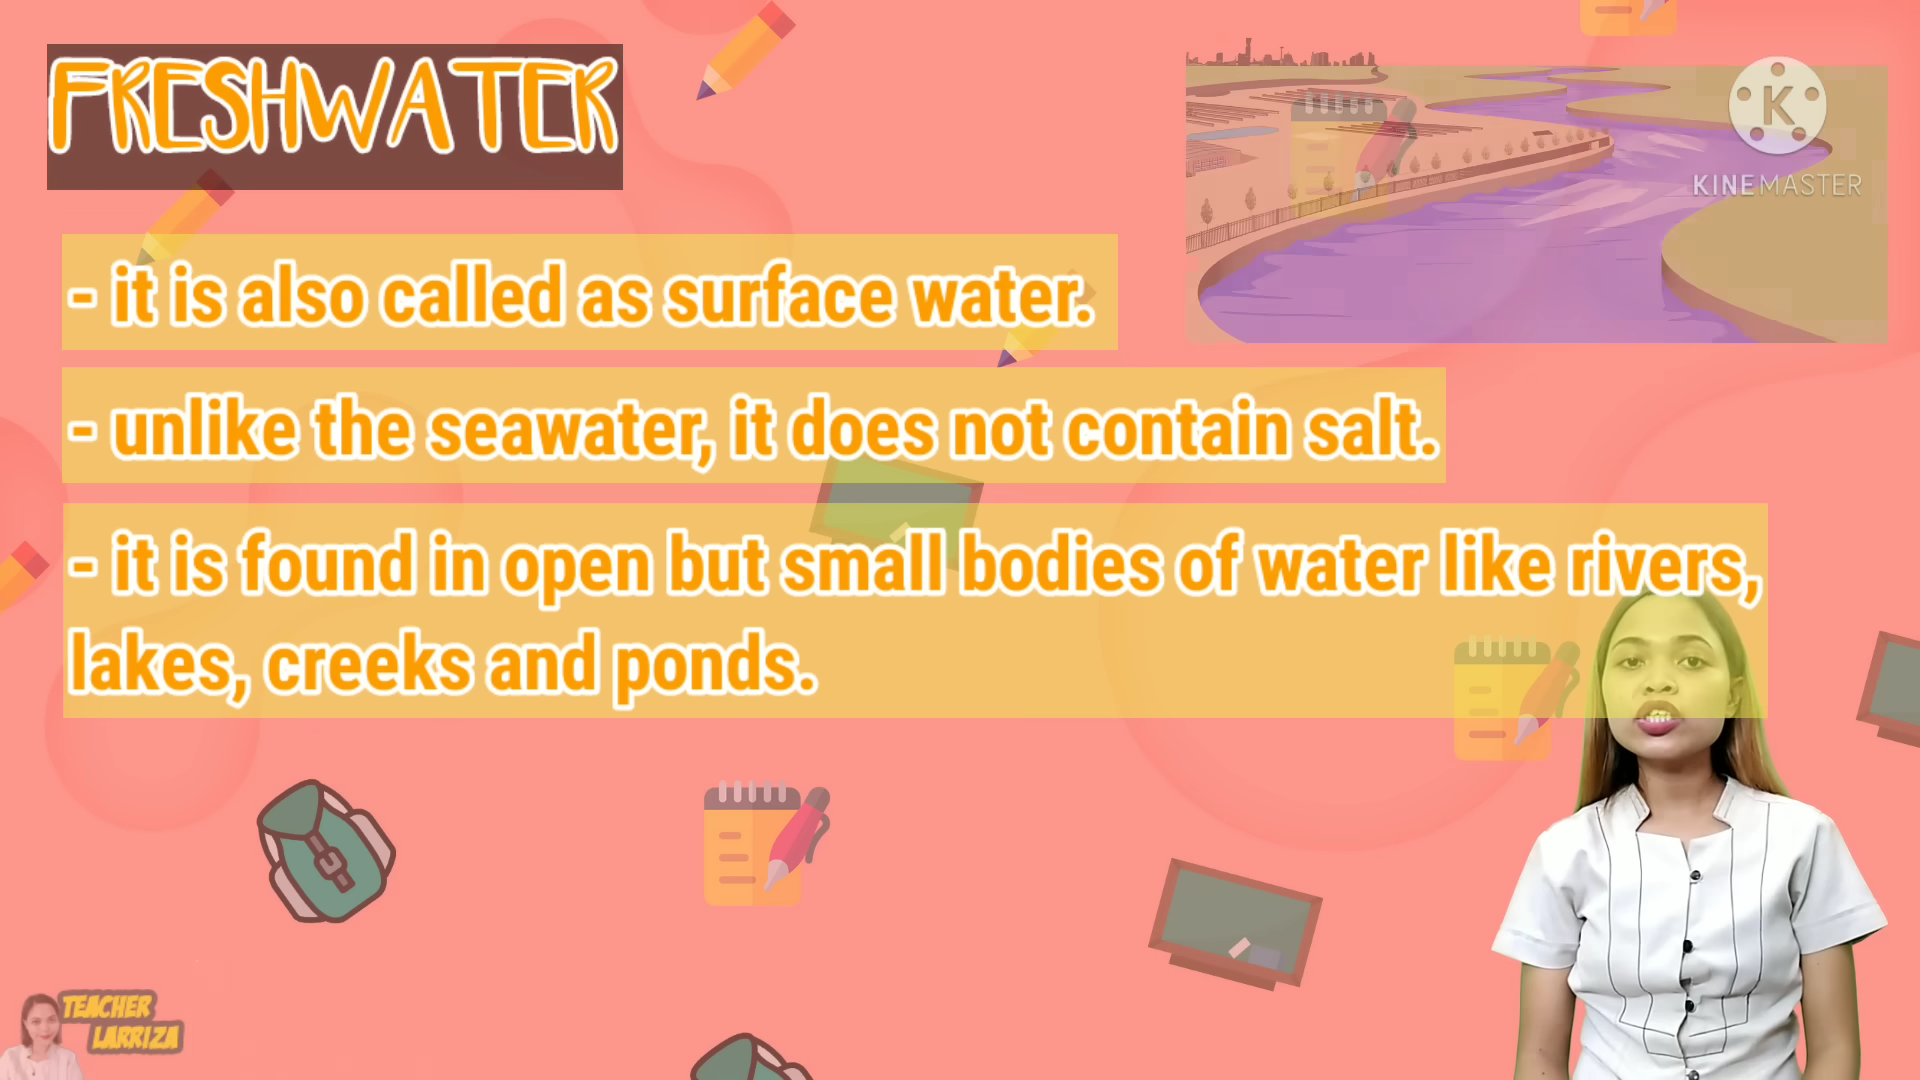 FRESHWATER
K
KINEMASTER
- it is also called as surface water.
- unlike the seawater, it does not contain salt.
- it is found in open but small bodies of water like rivers,
lakes, creeks and ponds.
TEACHER
LARRIZA